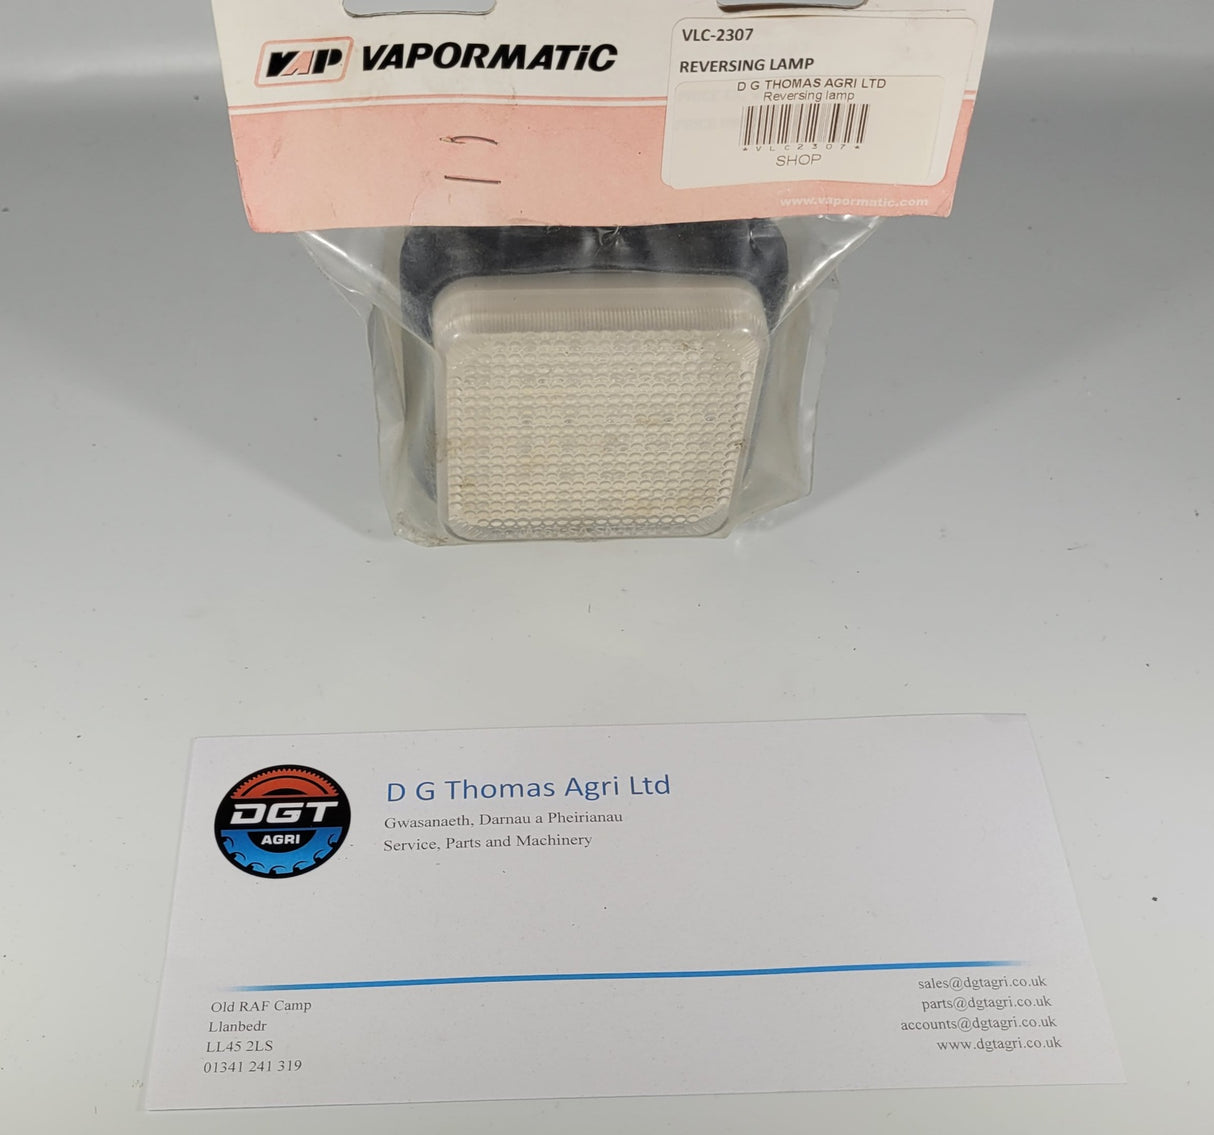 VAP VAPORMATiC
VLC-2307
REVERSING LAMP
D G THOMAS AGRI LTD
Reversing lamp
*VLC2307*
SHOP
www.vapormatic.com
DGT
AGRI
D G Thomas Agri Ltd
Gwasanaeth, Darnau a Pheirianau
Service, Parts and Machinery
Old RAF Camp
Llanbedr
LL45 2LS
01341 241 319
sales@dgtagri.co.uk
parts@dgtagri.co.uk
accounts@dgtagri.co.uk
www.dgtagri.co.uk